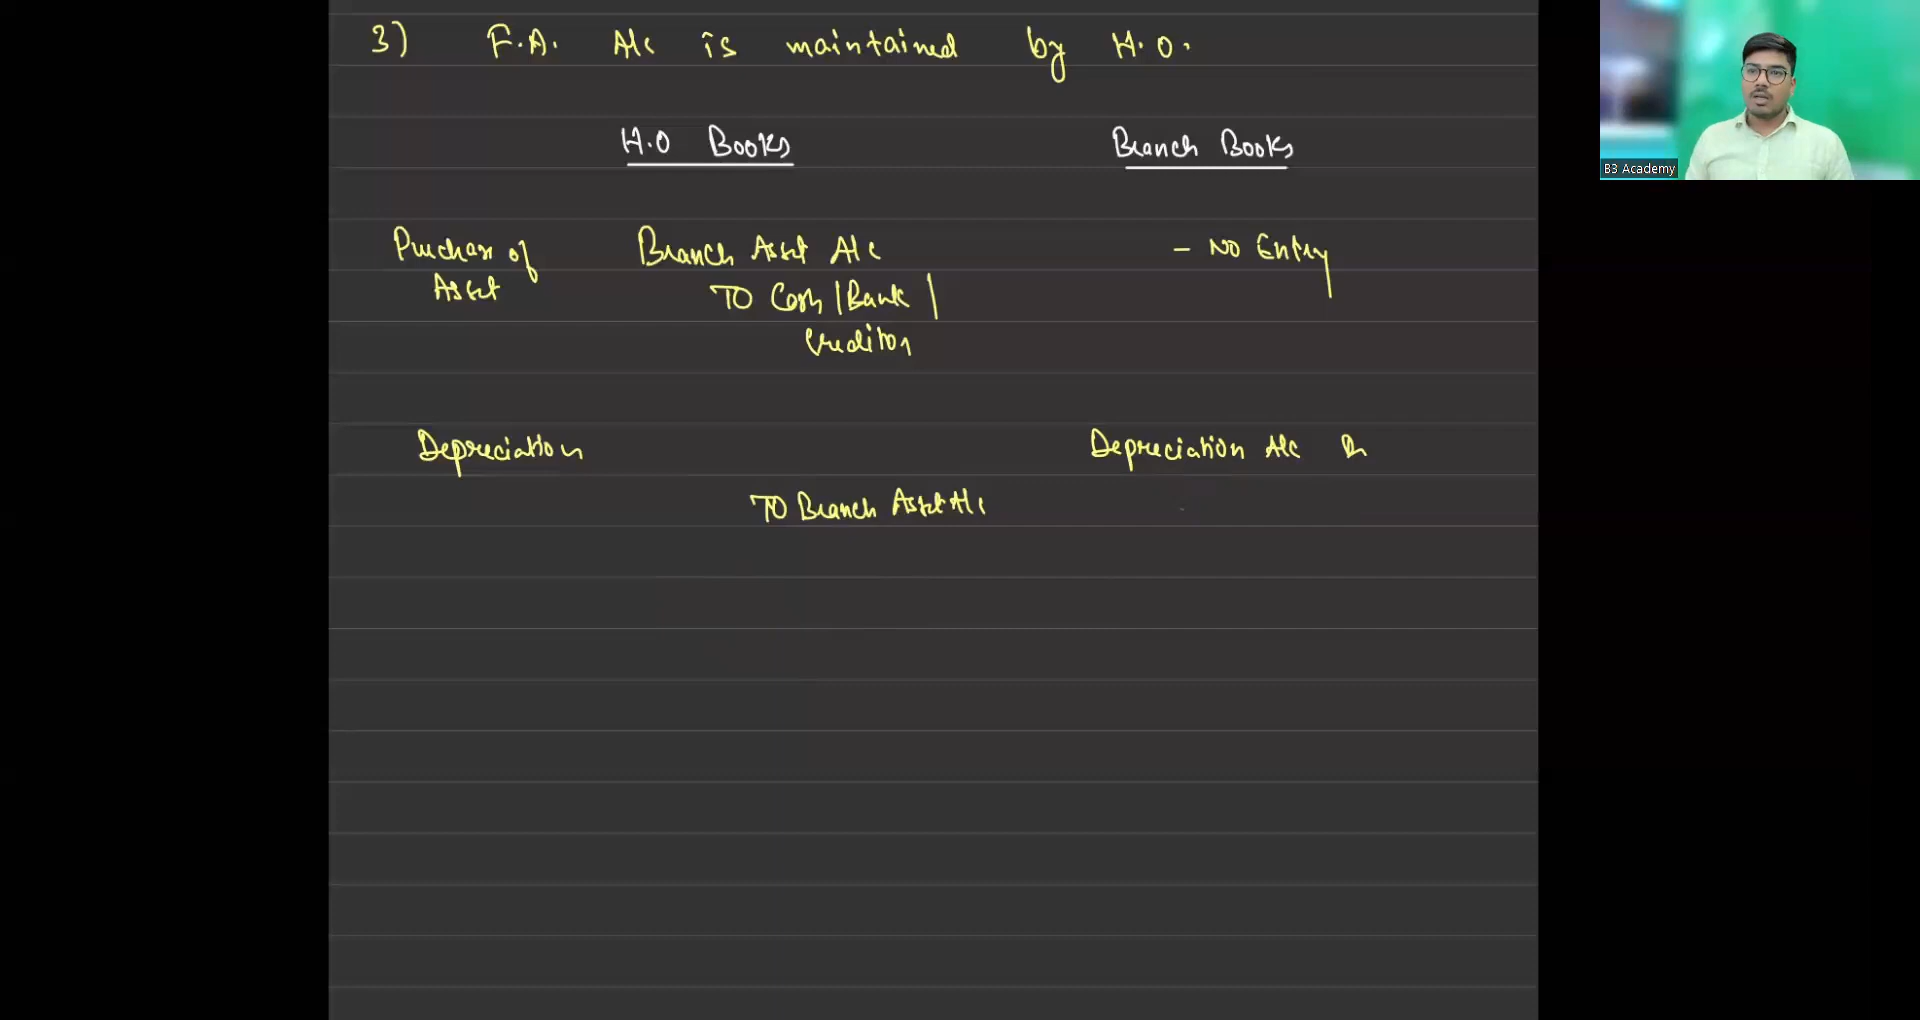 3) F.A. A/c is maintained by H.O.
B3 Academy
H.O Books Branch Books
Purchase of Asset
Branch Asset A/c
To Cash | Bank |
Creditors
- No Entry
Depreciation
To Branch Asset A/c
Depreciation A/c Dr